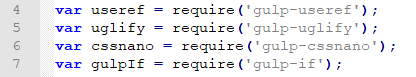 4 var useref = require('gulp-useref');
5 var uglify = require('gulp-uglify');
6 var cssnano = require('gulp-cssnano');
7 var gulpIf = require('gulp-if');